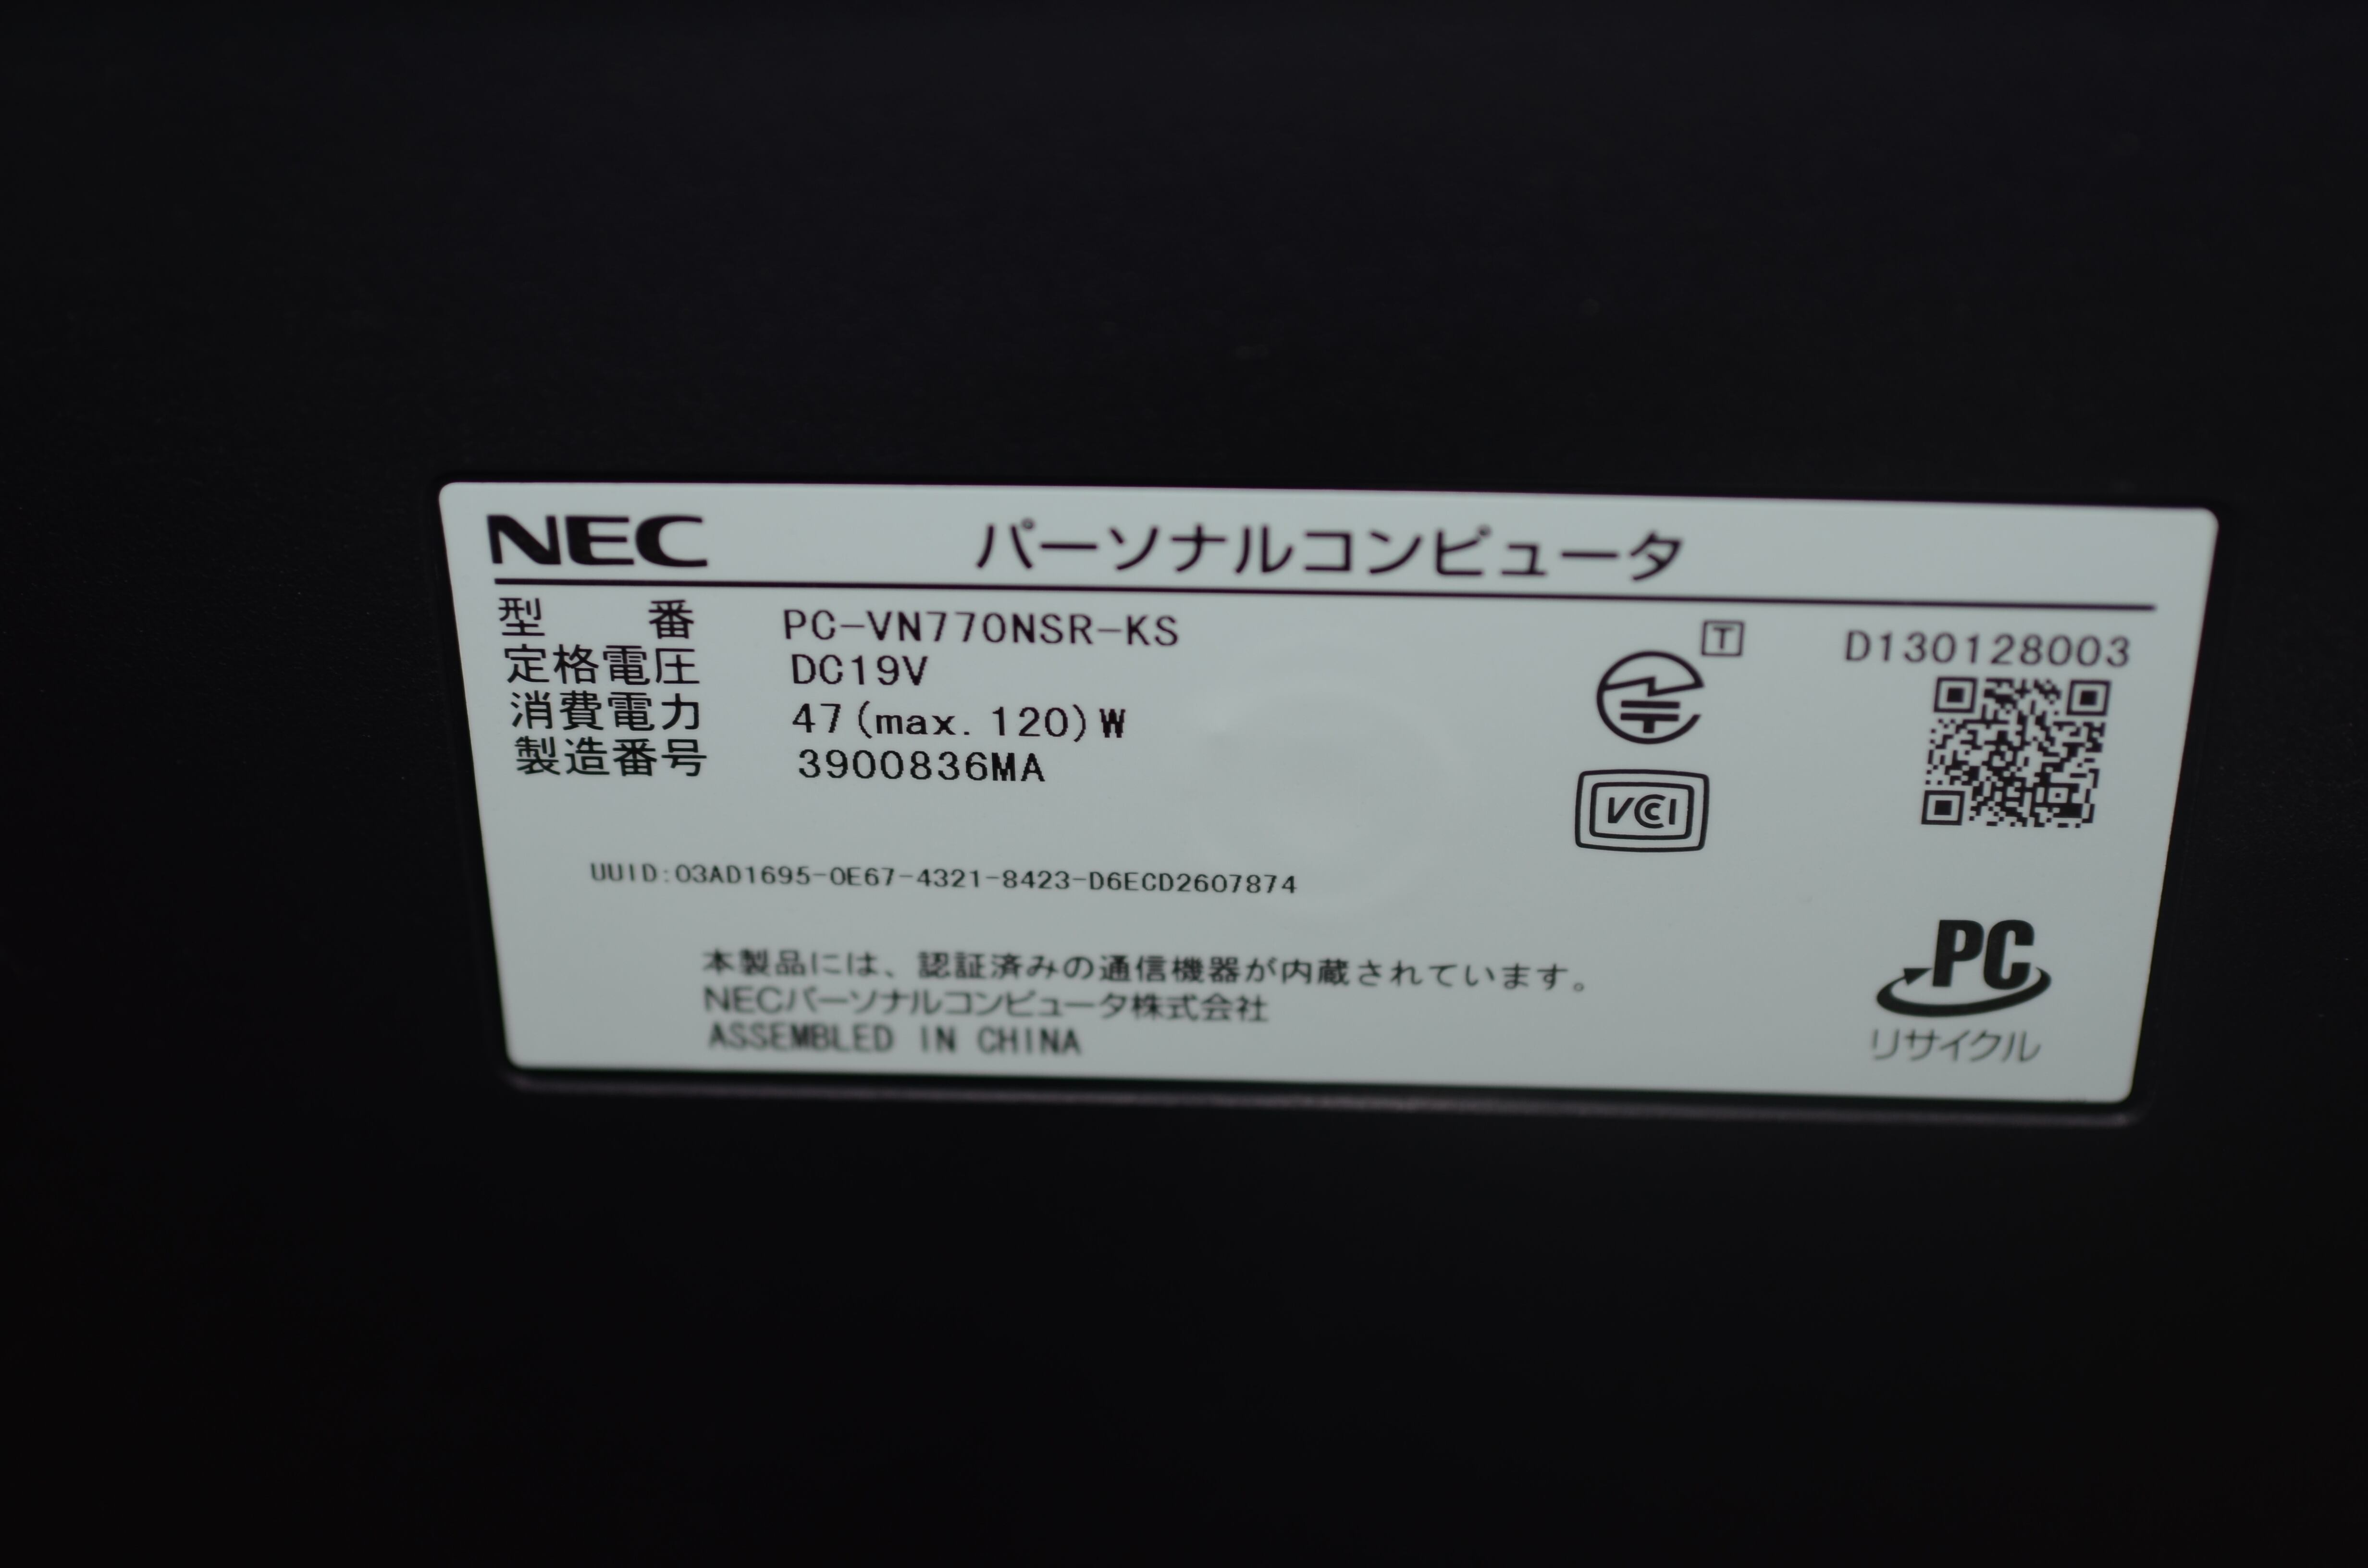 NEC パーソナルコンピュータ
型 番 PC-VN770NSR-KS
定格電圧 DC19V
消費電力 47(max.120)W
製造番号 3900836MA
T D130128003
VCCI
UUID:03AD1695-0E67-4321-8423-D6ECD2607874
本製品には、認証済みの通信機器が内蔵されています。
NECパーソナルコンピュータ株式会社
ASSEMBLED IN CHINA
PC
リサイクル